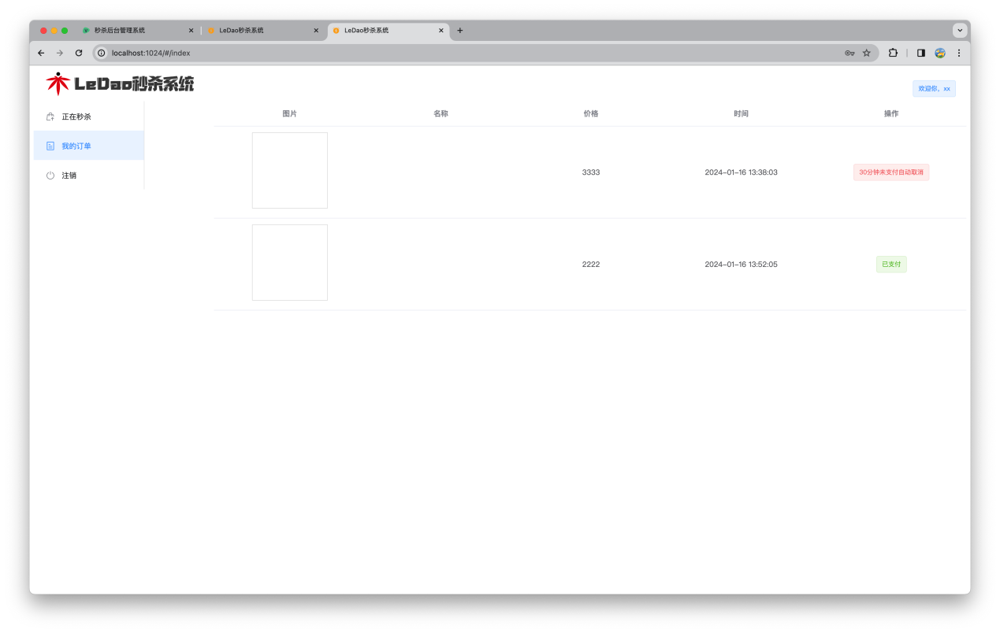 秒杀后台管理系统
LeDao秒杀系统
LeDao秒杀系统
localhost:1024/#/index
LeDao秒杀系统
欢迎你，xx
正在秒杀
我的订单
注销
图片 名称 价格 时间 操作
3333 2024-01-16 13:38:03 30分钟未支付自动取消
2222 2024-01-16 13:52:05 已支付